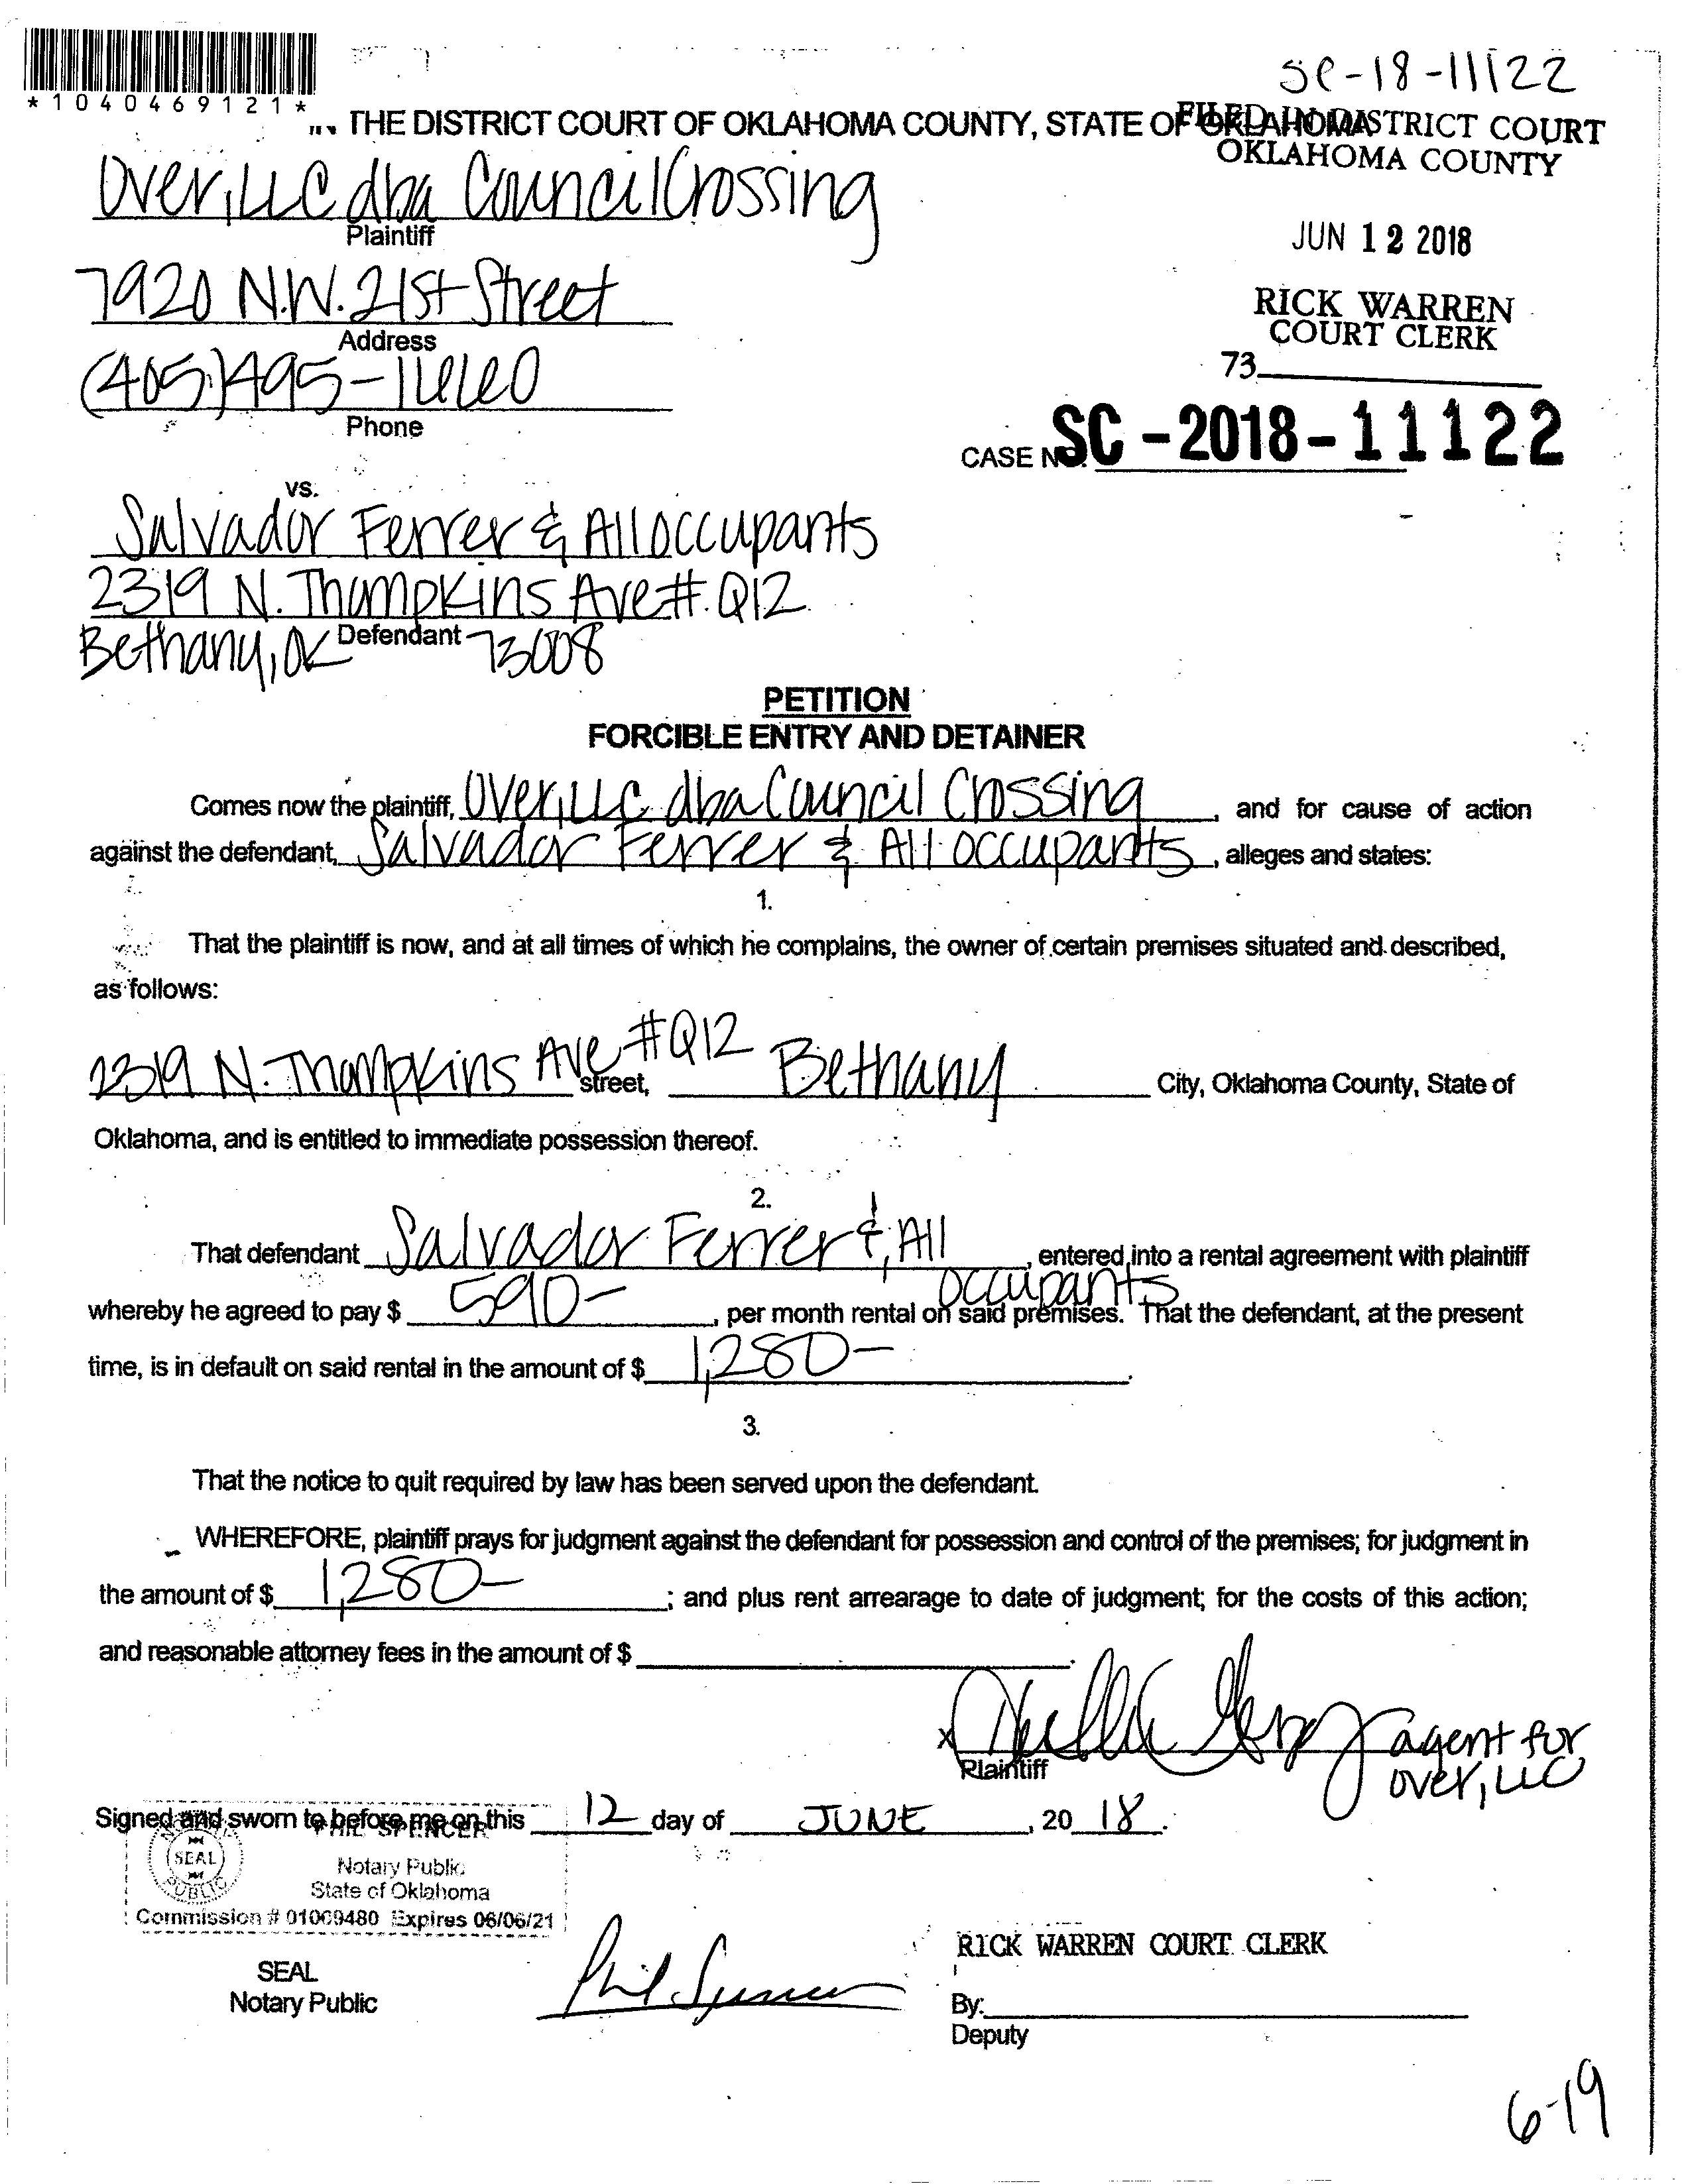 *1040469121*
SC-18-11122
THE DISTRICT COURT OF OKLAHOMA COUNTY, STATE OF OKLAHOMA
FILED IN DISTRICT COURT
OKLAHOMA COUNTY
Over, LLC dba Council Crossing
Plaintiff
JUN 12 2018
7920 N.W. 21st Street
Address
RICK WARREN
COURT CLERK
(405)495-1660
Phone
73
CASE NO. SC-2018-11122
vs.
Salvador Ferrer & All occupants
2319 N. Thompkins Ave #. Q12
Bethany, OK 73008
Defendant
PETITION
FORCIBLE ENTRY AND DETAINER
Comes now the plaintiff, Over, LLC dba Council Crossing, and for cause of action
against the defendant, Salvador Ferrer & All occupants, alleges and states:
1.
That the plaintiff is now, and at all times of which he complains, the owner of certain premises situated and described,
as follows:
2319 N. Thompkins Ave #Q12 street, Bethany City, Oklahoma County, State of
Oklahoma, and is entitled to immediate possession thereof.
2.
That defendant Salvador Ferrer & All occupants, entered into a rental agreement with plaintiff
whereby he agreed to pay $ 590-, per month rental on said premises. That the defendant, at the present
time, is in default on said rental in the amount of $ 1,280-.
3.
That the notice to quit required by law has been served upon the defendant.
WHEREFORE, plaintiff prays for judgment against the defendant for possession and control of the premises; for judgment in
the amount of $ 1,280-; and plus rent arrearage to date of judgment; for the costs of this action;
and reasonable attorney fees in the amount of $
x agent for
Over, LLC
Plaintiff
Signed and sworn to before me on this 12 day of JUNE, 20 18.
PHIL SPENCER
SEAL
PUBLIC
Notary Public
State of Oklahoma
Commission # 01009480 Expires 06/06/21
Phil Spencer
RICK WARREN COURT CLERK
SEAL
Notary Public
By:
Deputy
6-19